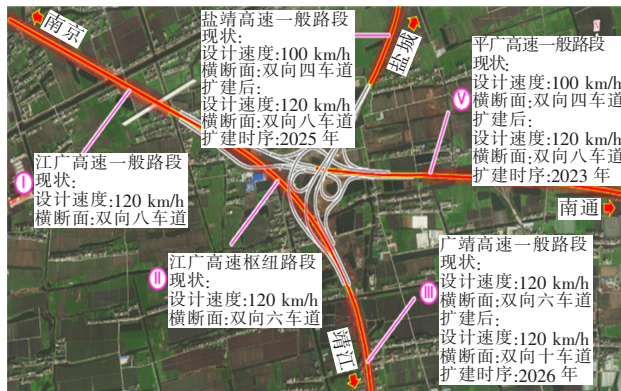 南京
盐靖高速一般路段
现状:
设计速度:100 km/h
横断面:双向四车道
扩建后:
设计速度:120 km/h
横断面:双向八车道
扩建时序:2025 年
盐城
N
平广高速一般路段
现状:
设计速度:100 km/h
横断面:双向四车道
扩建后:
设计速度:120 km/h
横断面:双向八车道
扩建时序:2023 年
Ⅴ
Ⅰ
江广高速一般路段
现状:
设计速度:120 km/h
横断面:双向八车道
南通
Ⅱ
江广高速枢纽路段
现状:
设计速度:120 km/h
横断面:双向六车道
Ⅲ
广靖高速一般路段
现状:
设计速度:120 km/h
横断面:双向六车道
扩建后:
设计速度:120 km/h
横断面:双向十车道
扩建时序:2026 年
靖江